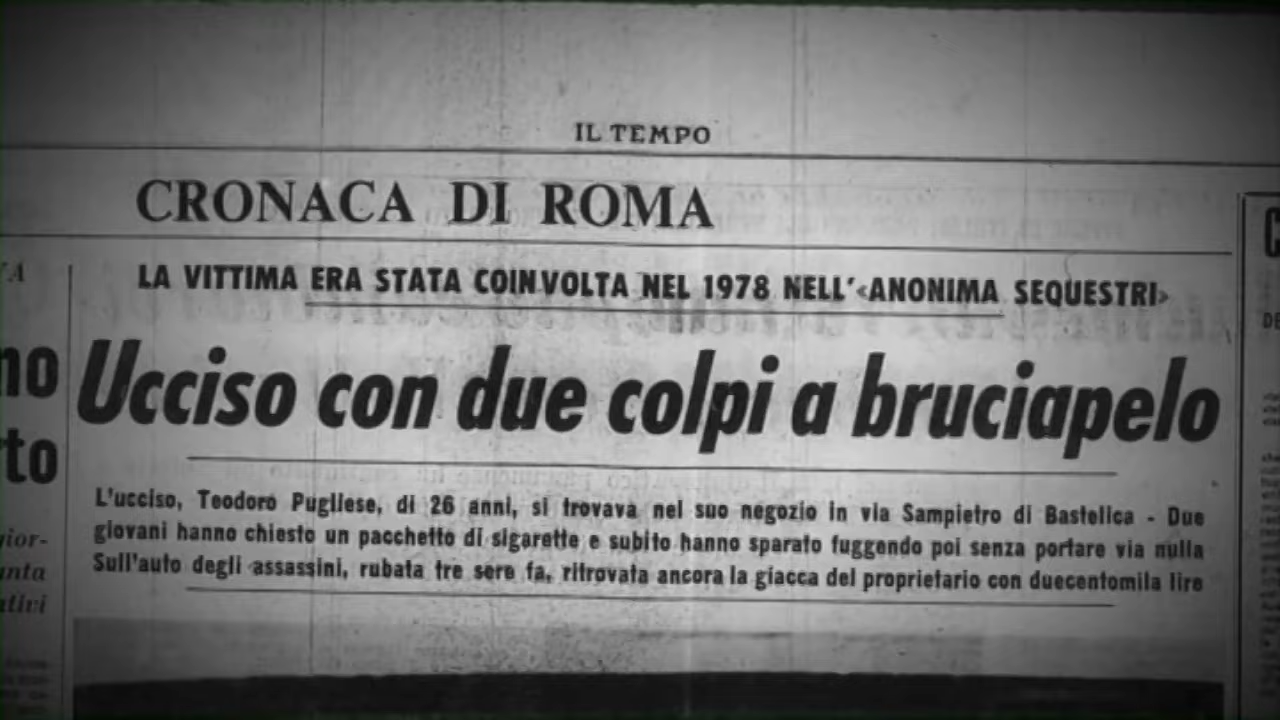 IL TEMPO
CRONACA DI ROMA
LA VITTIMA ERA STATA COINVOLTA NEL 1978 NELL'«ANONIMA SEQUESTRI»
Ucciso con due colpi a bruciapelo
L'ucciso, Teodoro Pugliese, di 26 anni, si trovava nel suo negozio in via Sampietro di Bastelica - Due
giovani hanno chiesto un pacchetto di sigarette e subito hanno sparato fuggendo poi senza portare via nulla
Sull'auto degli assassini, rubata tre sere fa, ritrovata ancora la giacca del proprietario con duecentomila lire